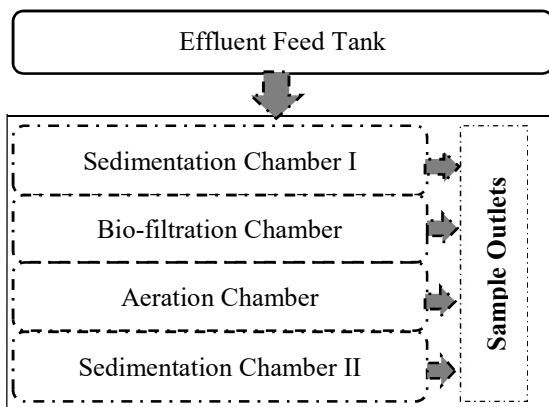 Effluent Feed Tank
Sedimentation Chamber I
Bio-filtration Chamber
Aeration Chamber
Sedimentation Chamber II
Sample Outlets